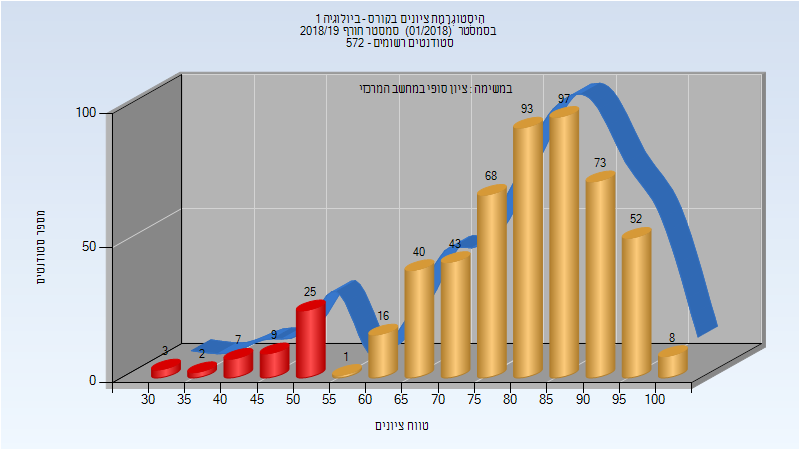 היסטוגרמת ציונים בקורס - ביולוגיה 1
בסמסטר (01/2018) סמסטר חורף 2018/19
סטודנטים רשומים - 572
במשימה : ציון סופי במחשב המרכזי
מספר סטודנטים
100
50
0
3
2
7
9
25
1
16
40
43
68
93
97
73
52
8
30 35 40 45 50 55 60 65 70 75 80 85 90 95 100
טווח ציונים